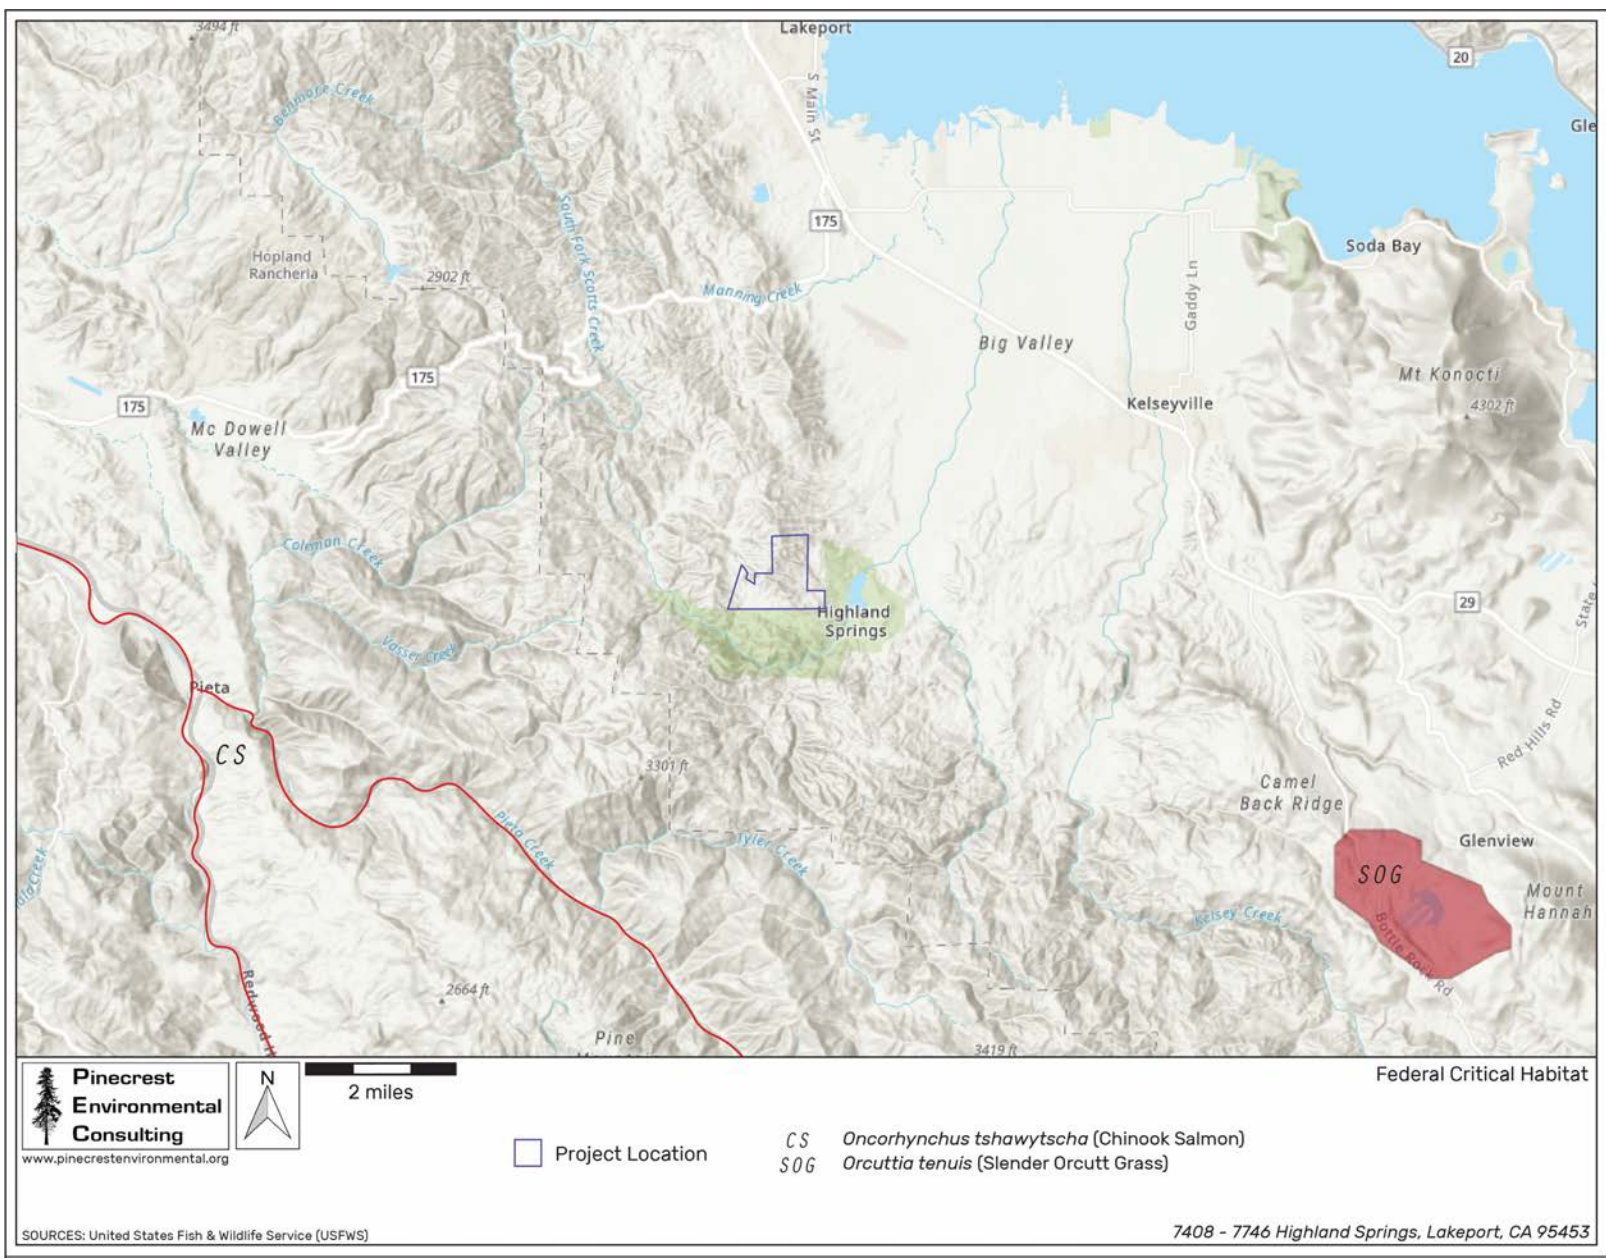 3494 ft
Lakeport
20
Benmore Creek
S Main St
Gle
South Fork Scotts Creek
175
Hopland
Rancheria
2902 ft
Manning Creek
Soda Bay
Gaddy Ln
Big Valley
Mt Konocti
4302 ft
175
175
Kelseyville
Mc Dowell
Valley
Coleman Creek
Highland
Springs
29
State
Vasser Creek
Pieta
CS
3301 ft
Red Hills Rd
Camel
Back Ridge
Pieta Creek
Tyler Creek
Glenview
SOG
Mount
Hannah
Kelsey Creek
Bottle Rock Rd
Creek
2664 ft
Redwood H
Pine
3419 ft
Pinecrest
Environmental
Consulting
www.pinecrestenvironmental.org
N
2 miles
Federal Critical Habitat
Project Location
CS Oncorhynchus tshawytscha (Chinook Salmon)
SOG Orcuttia tenuis (Slender Orcutt Grass)
SOURCES: United States Fish & Wildlife Service (USFWS)
7408 - 7746 Highland Springs, Lakeport, CA 95453